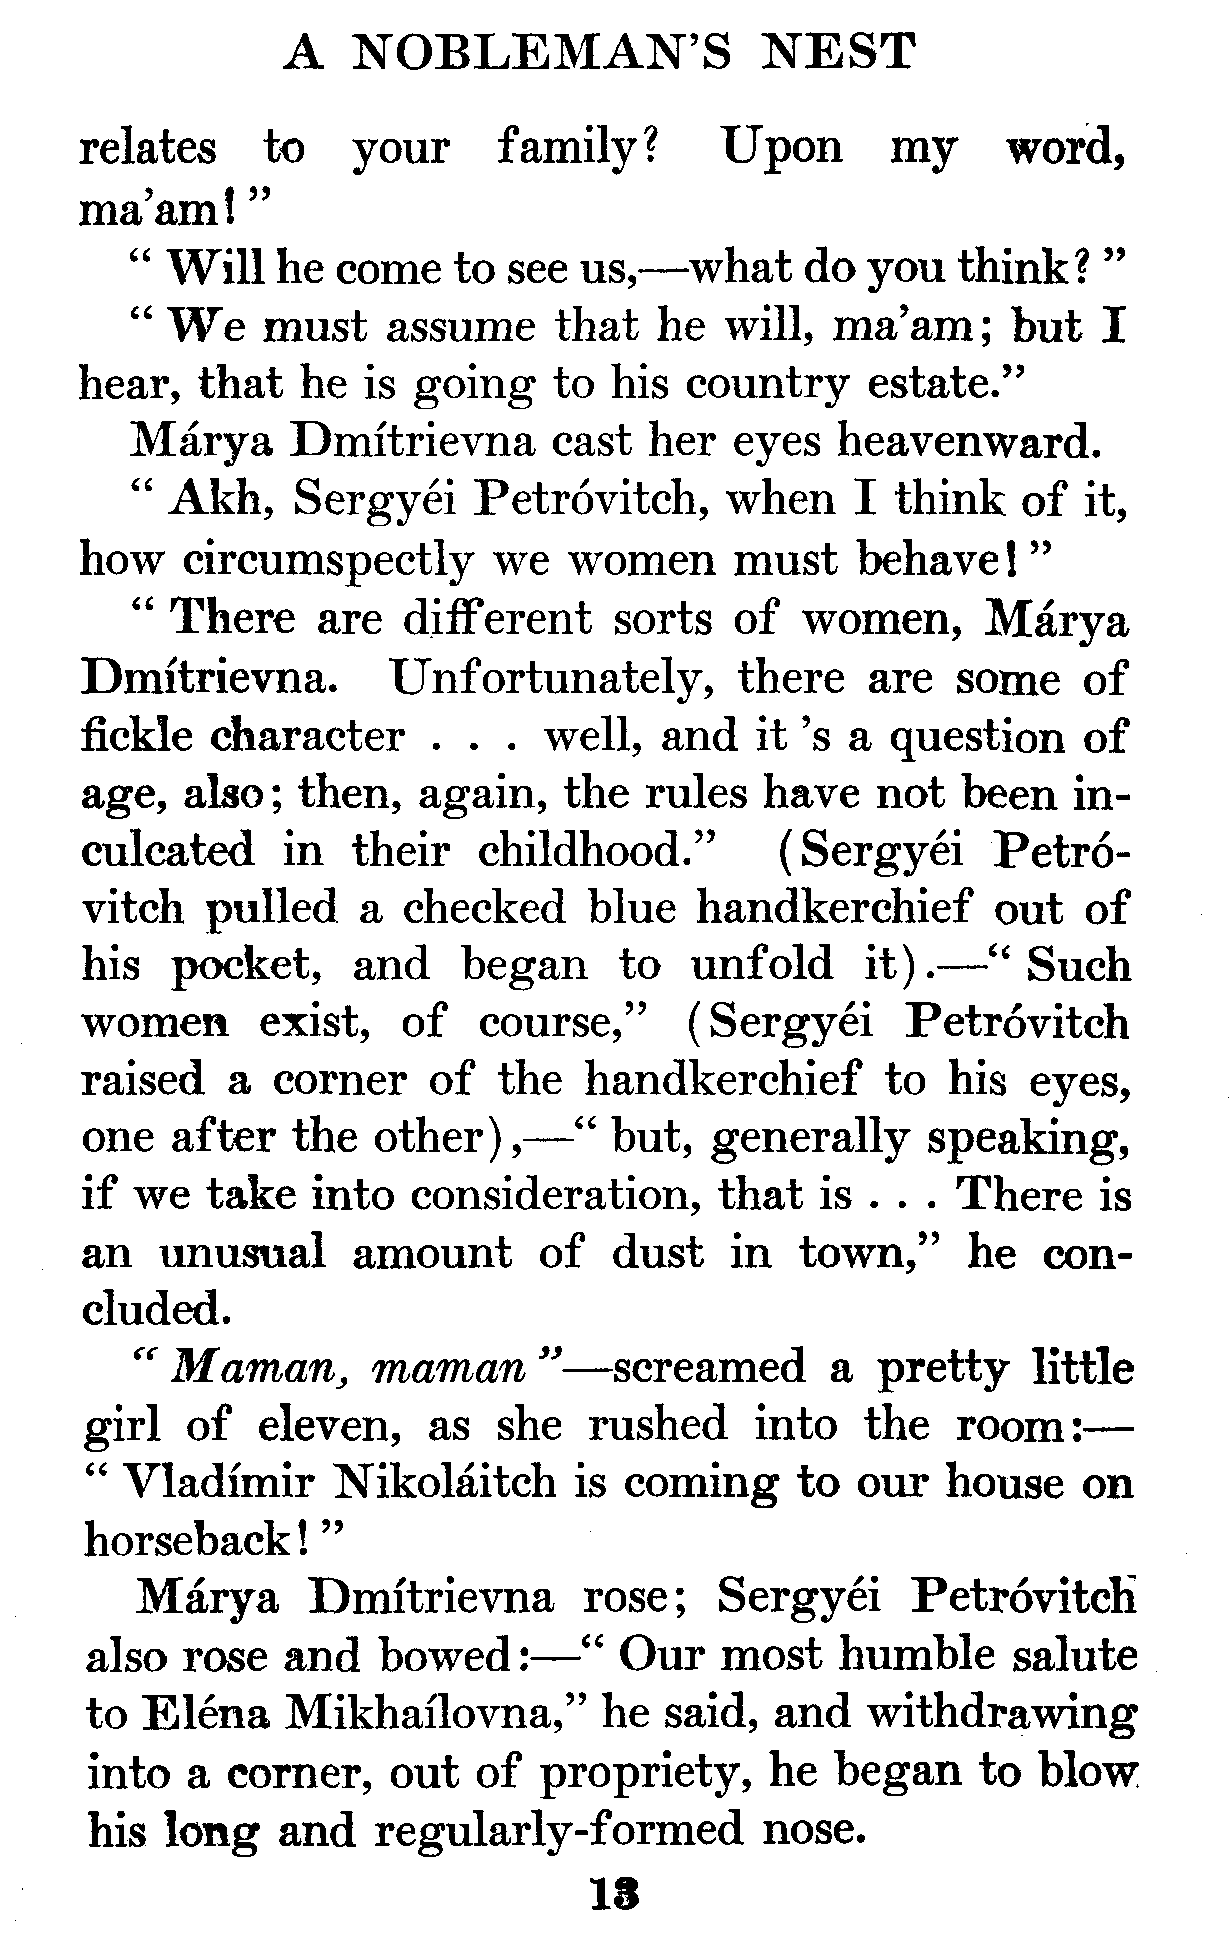 A NOBLEMAN'S NEST
relates to your family? Upon my word,
ma'am!"
"Will he come to see us,—what do you think?"
"We must assume that he will, ma'am; but I
hear, that he is going to his country estate."
Márya Dmítrievna cast her eyes heavenward.
"Akh, Sergyéi Petróvitch, when I think of it,
how circumspectly we women must behave!"
"There are different sorts of women, Márya
Dmítrievna. Unfortunately, there are some of
fickle character . . . well, and it 's a question of
age, also; then, again, the rules have not been in-
culcated in their childhood." (Sergyéi Petró-
vitch pulled a checked blue handkerchief out of
his pocket, and began to unfold it).—"Such
women exist, of course," (Sergyéi Petróvitch
raised a corner of the handkerchief to his eyes,
one after the other),—"but, generally speaking,
if we take into consideration, that is . . . There is
an unusual amount of dust in town," he con-
cluded.
"Maman, maman"—screamed a pretty little
girl of eleven, as she rushed into the room:—
"Vladímir Nikoláitch is coming to our house on
horseback!"
Márya Dmítrievna rose; Sergyéi Petróvitch
also rose and bowed:—"Our most humble salute
to Eléna Mikhaílovna," he said, and withdrawing
into a corner, out of propriety, he began to blow
his long and regularly-formed nose.
13